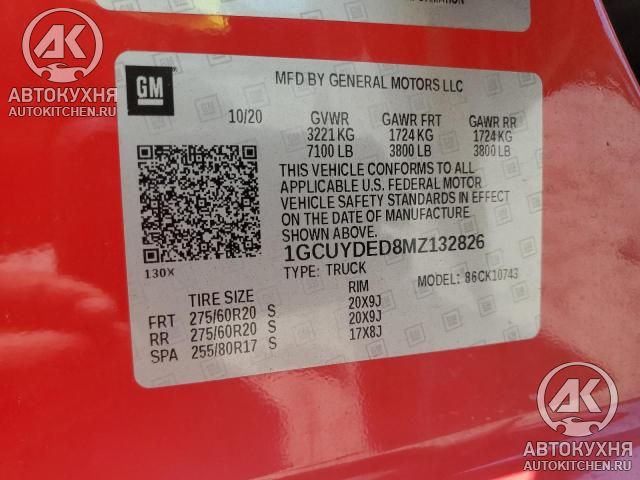 INFORMATION
AK
АВТОКУХНЯ
AUTOKITCHEN.RU
GM
MFD BY GENERAL MOTORS LLC
10/20 GVWR GAWR FRT GAWR RR
3221 KG 1724 KG 1724 KG
7100 LB 3800 LB 3800 LB
THIS VEHICLE CONFORMS TO ALL
APPLICABLE U.S. FEDERAL MOTOR
VEHICLE SAFETY STANDARDS IN EFFECT
ON THE DATE OF MANUFACTURE
SHOWN ABOVE.
1GCUYDED8MZ132826
130X
TYPE: TRUCK MODEL: 86CK10743
TIRE SIZE RIM
FRT 275/60R20 S 20X9J
RR 275/60R20 S 20X9J
SPA 255/80R17 S 17X8J
AK
АВТОКУХНЯ
AUTOKITCHEN.RU